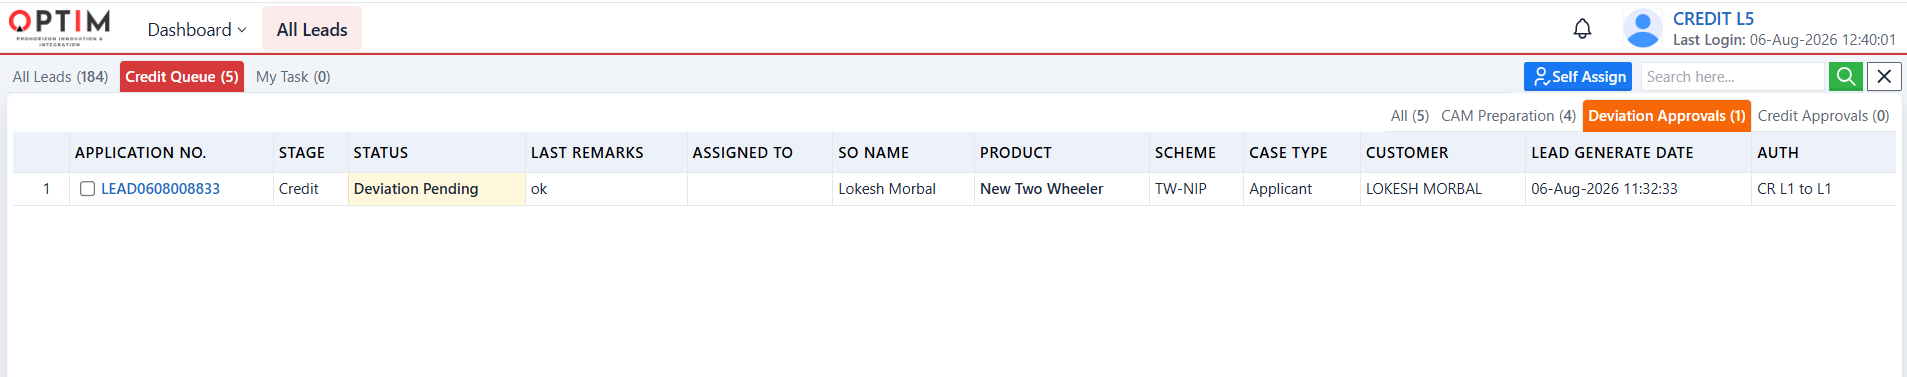 OPTIM
PROHORIZON INNOVATION &
INTEGRATION
Dashboard
All Leads
CREDIT L5
Last Login: 06-Aug-2026 12:40:01
All Leads (184) Credit Queue (5) My Task (0) Self Assign Search here...
All (5) CAM Preparation (4) Deviation Approvals (1) Credit Approvals (0)
APPLICATION NO. STAGE STATUS LAST REMARKS ASSIGNED TO SO NAME PRODUCT SCHEME CASE TYPE CUSTOMER LEAD GENERATE DATE AUTH
1 LEAD0608008833 Credit Deviation Pending ok Lokesh Morbal New Two Wheeler TW-NIP Applicant LOKESH MORBAL 06-Aug-2026 11:32:33 CR L1 to L1